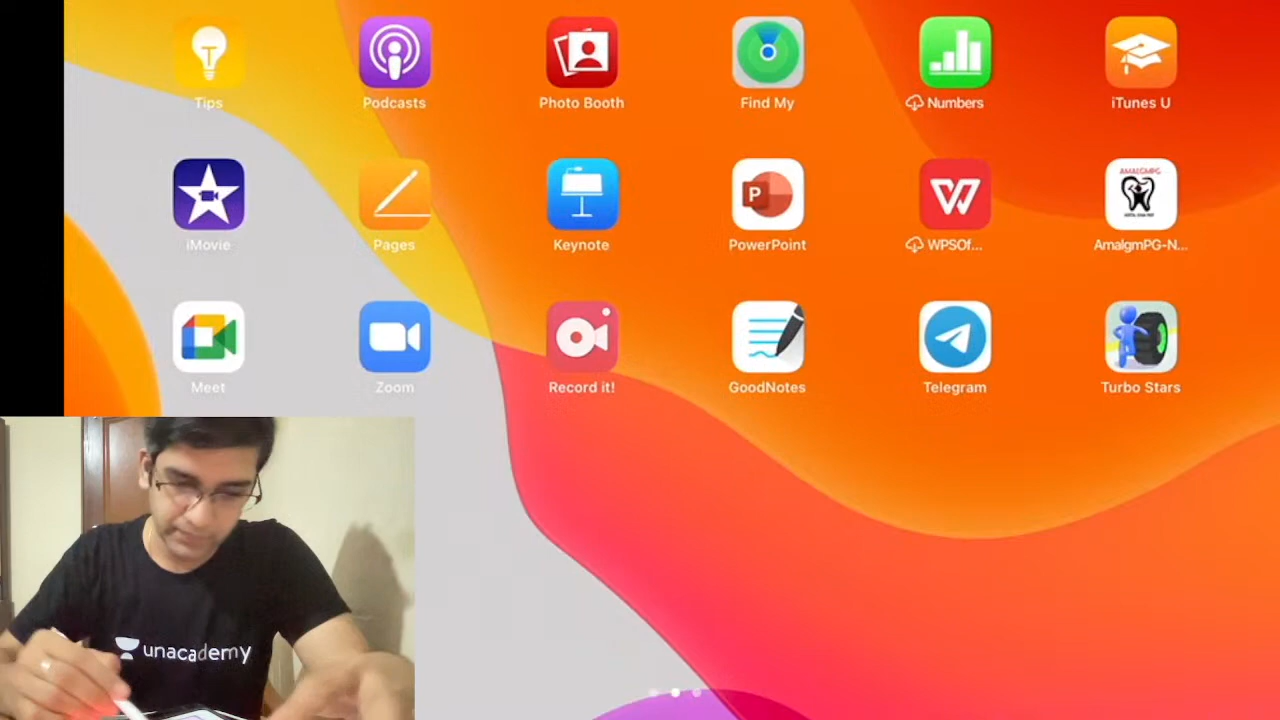 Tips
Podcasts
Photo Booth
Find My
Numbers
iTunes U
iMovie
Pages
Keynote
P
PowerPoint
W
WPSOf...
AMALGMPG
AmalgmPG-N...
Meet
Zoom
Record it!
GoodNotes
Telegram
Turbo Stars
unacademy